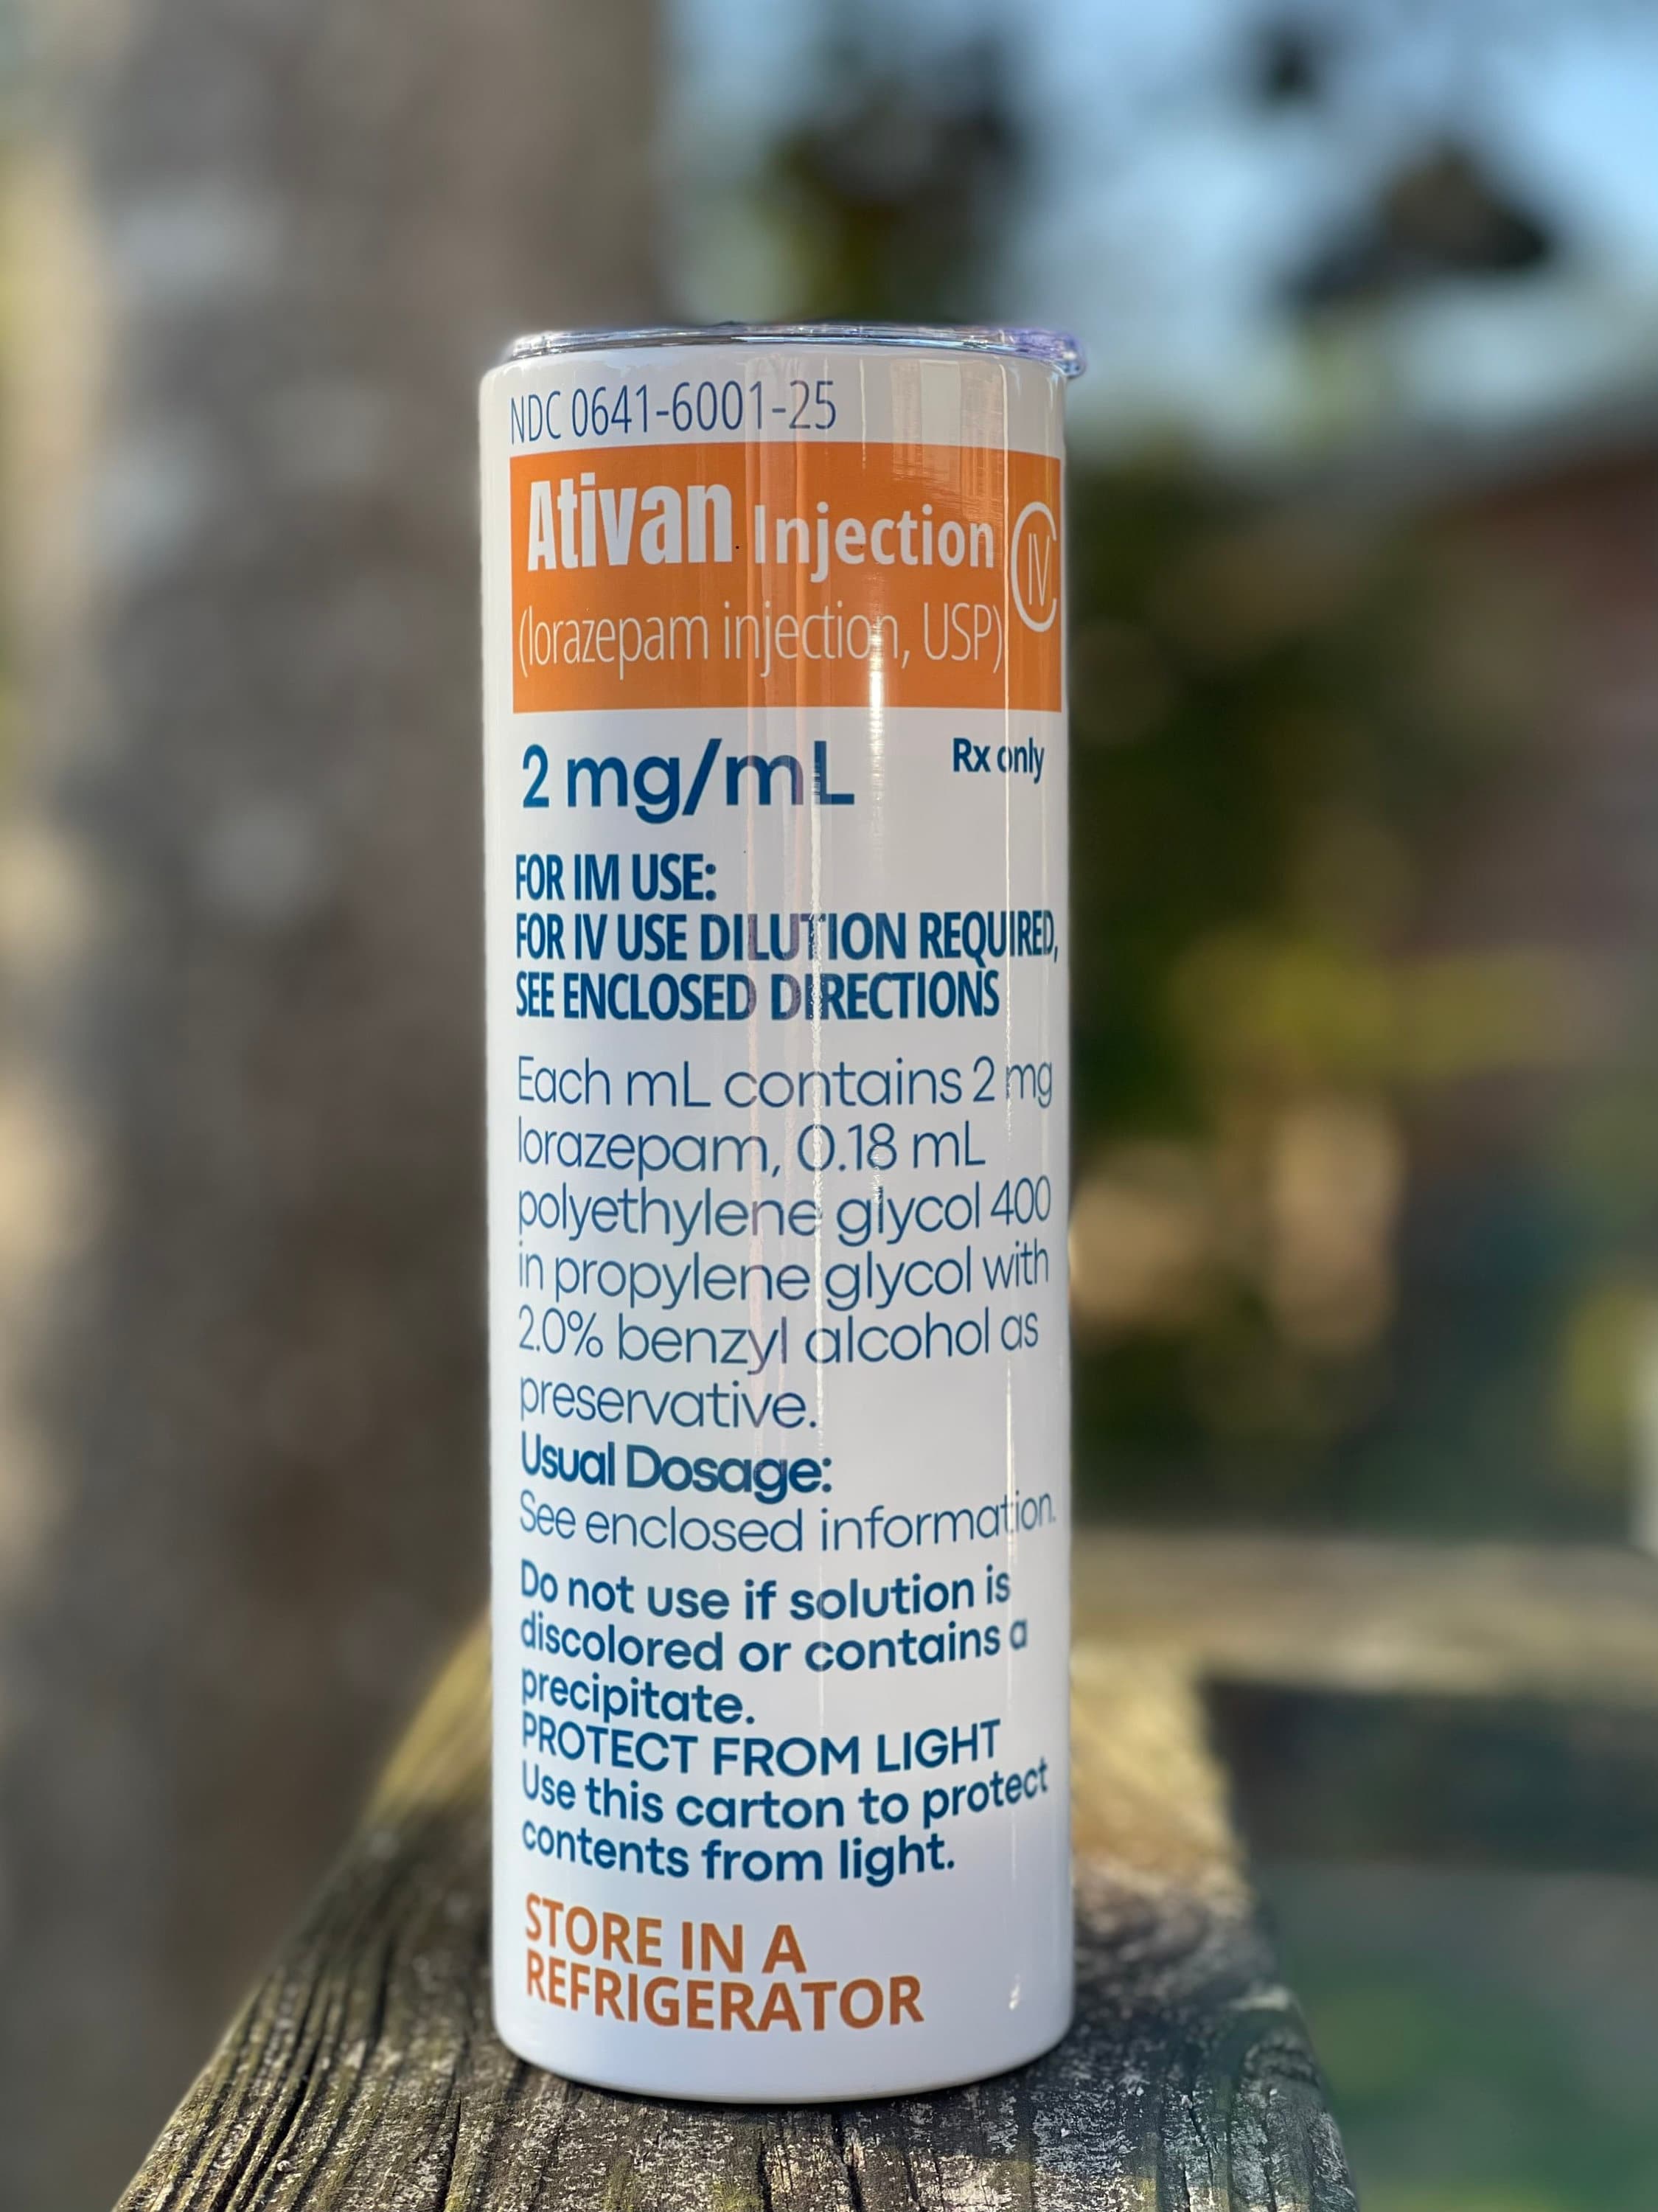 NDC 0641-6001-25
Ativan Injection CIV
(lorazepam injection, USP)
2 mg/mL Rx only
FOR IM USE:
FOR IV USE DILUTION REQUIRED,
SEE ENCLOSED DIRECTIONS
Each mL contains 2 mg
lorazepam, 0.18 mL
polyethylene glycol 400
in propylene glycol with
2.0% benzyl alcohol as
preservative.
Usual Dosage:
See enclosed information.
Do not use if solution is
discolored or contains a
precipitate.
PROTECT FROM LIGHT
Use this carton to protect
contents from light.
STORE IN A
REFRIGERATOR